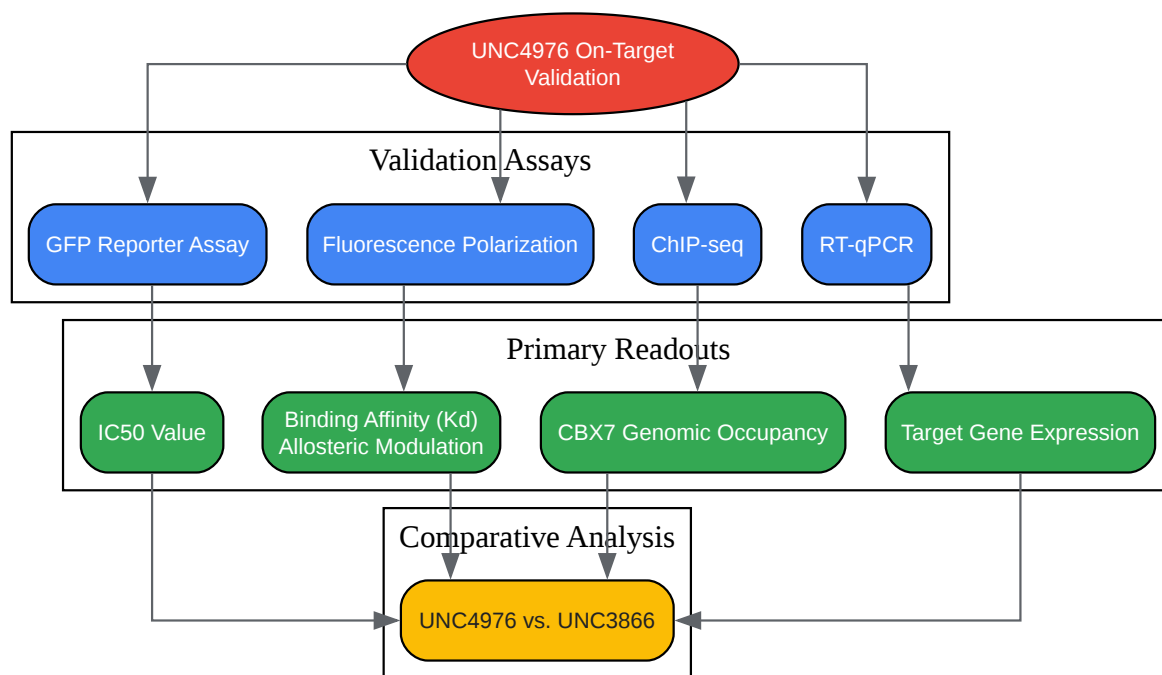 UNC4976 On-Target
Validation
Validation Assays
GFP Reporter Assay
Fluorescence Polarization
ChIP-seq
RT-qPCR
Primary Readouts
IC50 Value
Binding Affinity (Kd)
Allosteric Modulation
CBX7 Genomic Occupancy
Target Gene Expression
Comparative Analysis
UNC4976 vs. UNC3866